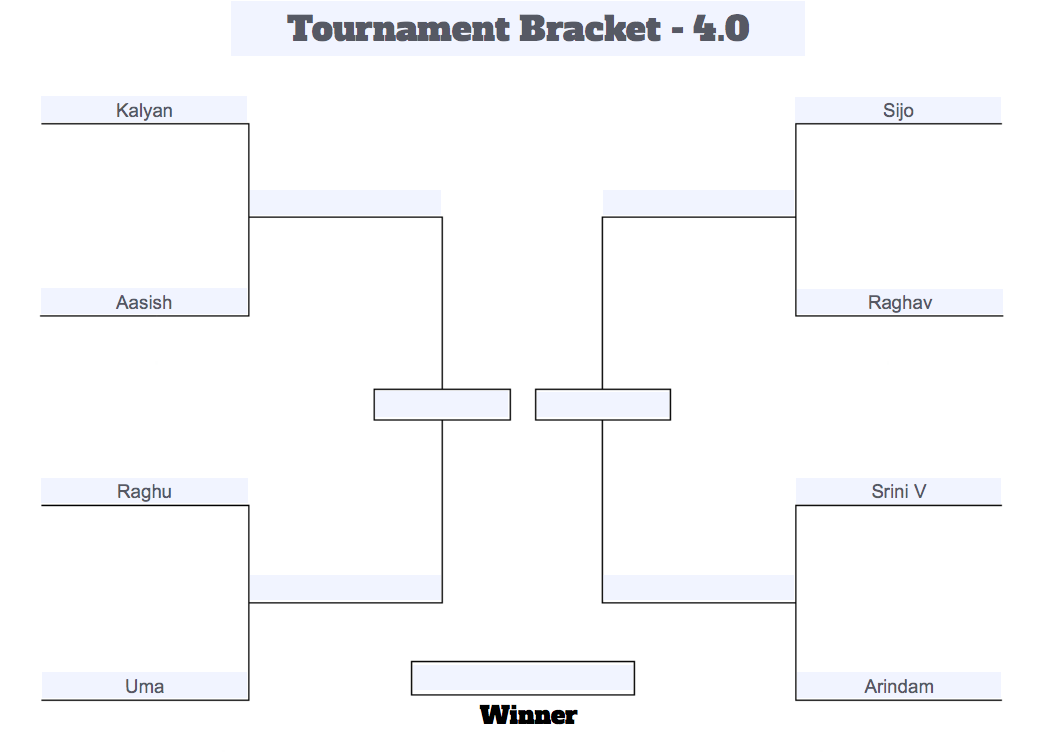 Tournament Bracket - 4.0
Kalyan
Sijo
Aasish
Raghav
Raghu
Srini V
Uma
Arindam
Winner